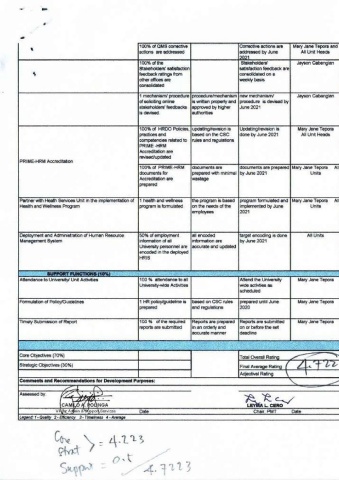 100% of QMS corrective
actions are addressed
Corrective actions are
addressed by June
2021
Mary Jane Tepora and
All Unit Heads
100% of the
Stakeholders' satisfaction
feedback ratings from
other offices are
consolidated
Stakeholders'
satisfaction feedback are
consolidated on a
weekly basis
Jayson Cabangian
1 mechanism/ procedure
of soliciting online
stakeholders' feedbacks
is devised.
procedure/mechanism
is written properly and
approved by higher
authorities
new mechanism/
procedure is devised by
June 2021
Jayson Cabangian
PRIME-HRM Accreditation
100% of HRDO Policies,
practices and
competencies related to
PRIME-HRM
Accreditation are
revised/updated
updating/revision is
based on the CSC
rules and regulations
Updating/revision is
done by June 2021
Mary Jane Tepora and
All Unit Heads
100% of PRIME-HRM
documents for
Accreditation are
prepared
documents are
prepared with minimal
wastage
documents are prepared
by June 2021
Mary Jane Tepora All
Units
Partner with Health Services Unit in the implementation of
Health and Wellness Program
1 health and wellness
program is formulated
the program is based
on the needs of the
employees
program formulated and
implemented by June
2021
Mary Jane Tepora All
Units
Deployment and Administration of Human Resource
Management System
50% of employment
information of all
University personnel are
encoded in the deployed
HRIS
all encoded
information are
accurate and updated
target encoding is done
by June 2021
All Units
SUPPORT FUNCTIONS (10%)
Attendance to University/ Unit Activities
100 % attendance to all
University-wide Activities
Attend the University
wide activities as
scheduled
Mary Jane Tepora
Formulation of Policy/Guidelines
1 HR policy/guideline is
prepared
based on CSC rules
and regulations
prepared until June
2020
Mary Jane Tepora
Timely Submission of Report
100 % of the required
reports are submitted
Reports are prepared
in an orderly and
accurate manner
Reports are submitted
on or before the set
deadline
Mary Jane Tepora
Core Objectives (70%)
Total Overall Rating
Strategic Objectives (30%)
Final Average Rating
4.722
Adjectival Rating
Comments and Recommendations for Development Purposes:
Assessed by:
CAMILO A. POLINGA
Date
LEYMA L. CERO
Chair, PMT
Date
Legend: 1 - Quality 2 - Efficiency 3 - Timeliness 4 - Average
Core
Strat = 4.223
Support = 0.5
4.7223